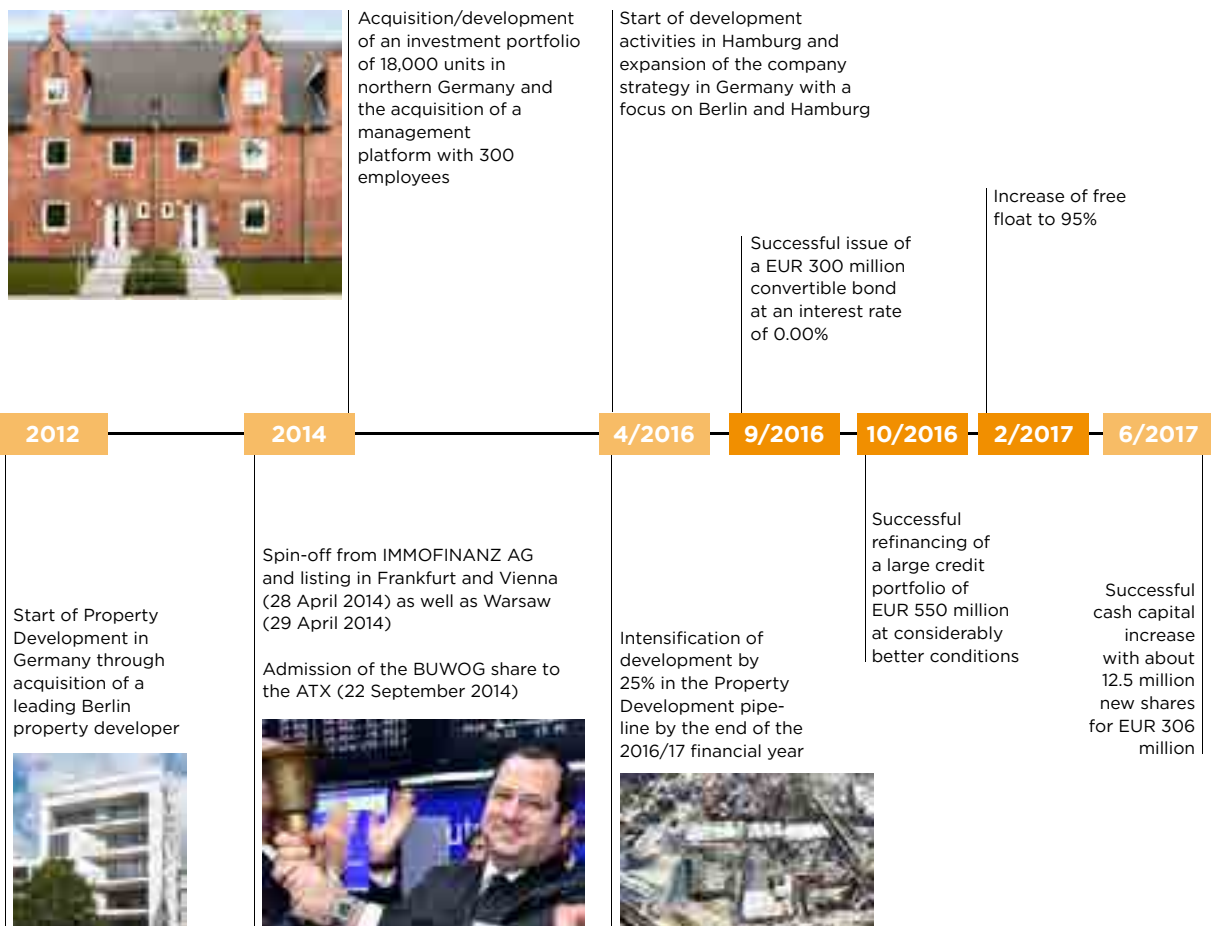 Acquisition/development
of an investment portfolio
of 18,000 units in
northern Germany and
the acquisition of a
management
platform with 300
employees
Start of development
activities in Hamburg and
expansion of the company
strategy in Germany with a
focus on Berlin and Hamburg
Successful issue of
a EUR 300 million
convertible bond
at an interest rate
of 0.00%
Increase of free
float to 95%
2012
2014
4/2016
9/2016
10/2016
2/2017
6/2017
Start of Property
Development in
Germany through
acquisition of a
leading Berlin
property developer
Spin-off from IMMOFINANZ AG
and listing in Frankfurt and Vienna
(28 April 2014) as well as Warsaw
(29 April 2014)
Admission of the BUWOG share to
the ATX (22 September 2014)
Intensification of
development by
25% in the Property
Development pipe-
line by the end of the
2016/17 financial year
Successful
refinancing of
a large credit
portfolio of
EUR 550 million
at considerably
better conditions
Successful
cash capital
increase
with about
12.5 million
new shares
for EUR 306
million